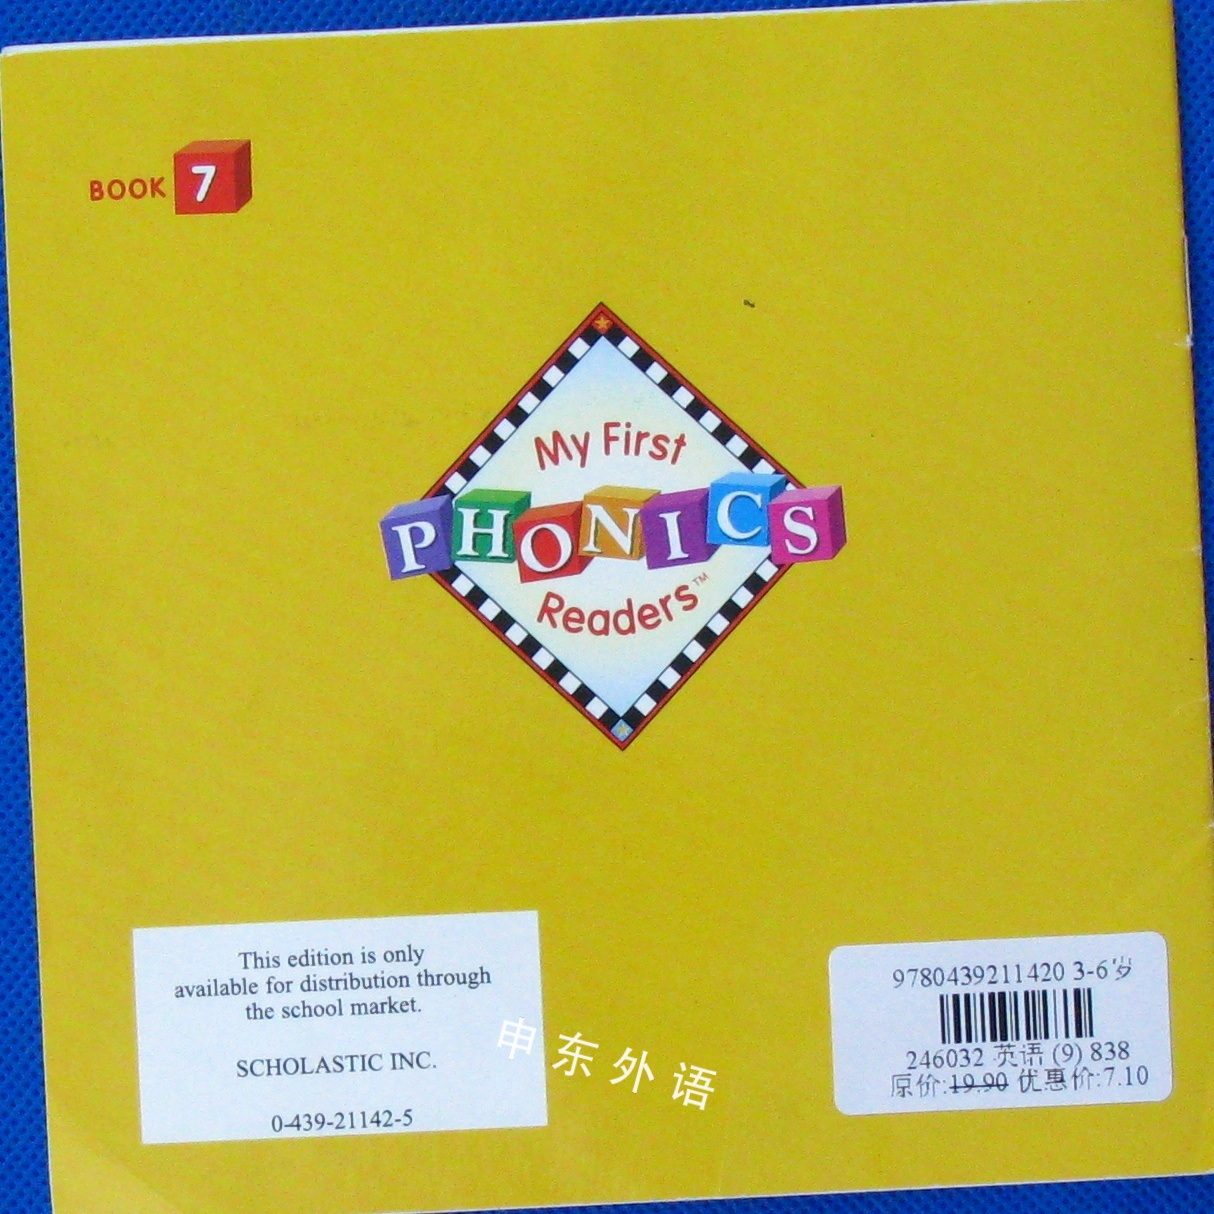 BOOK 7
My First
PHONICS
Readers™
This edition is only
available for distribution through
the school market.
SCHOLASTIC INC.
0-439-21142-5
申东外语
9780439211420 3-6岁
246032 英语 (9) 838
原价:19.90 优惠价:7.10